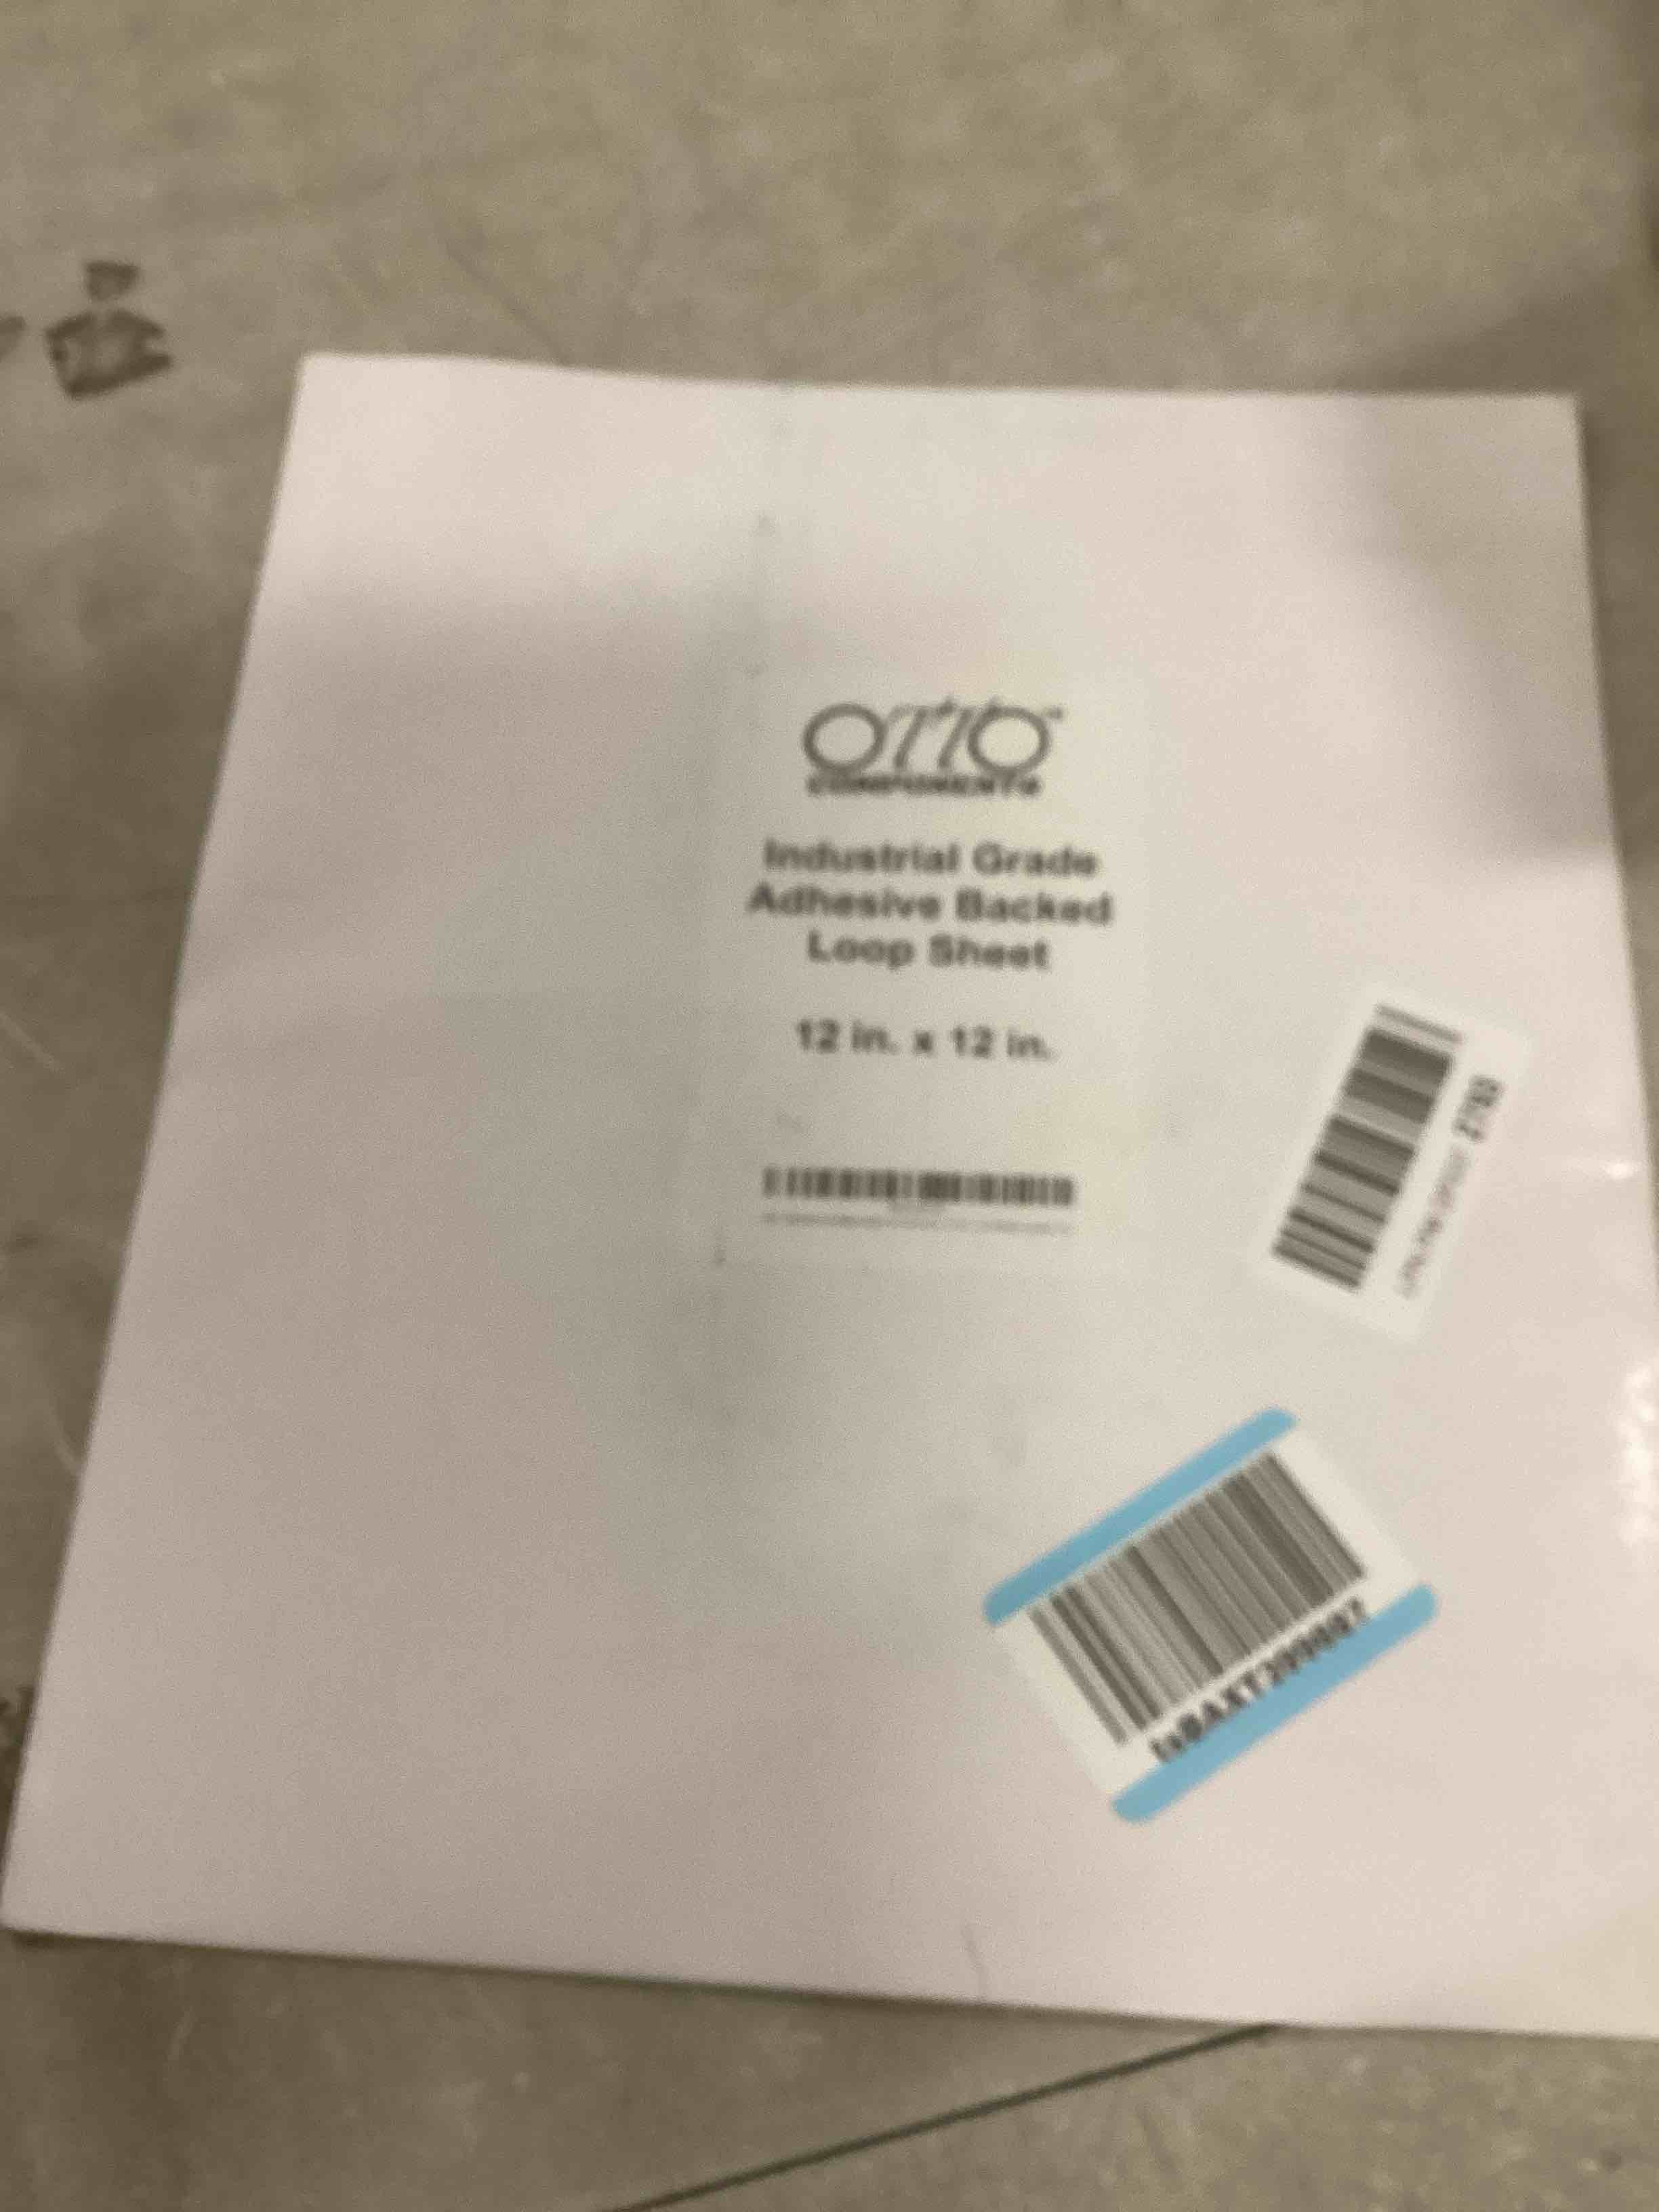 OTTO
COMPONENTS
Industrial Grade
Adhesive Backed
Loop Sheet
12 in. x 12 in.